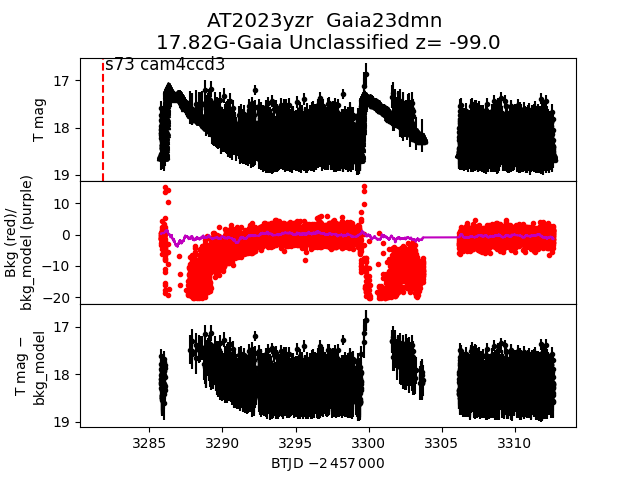 AT2023yzr  Gaia23dmn
17.82G-Gaia Unclassified z= -99.0
s73 cam4ccd3
T mag
17
18
19
Bkg (red)/
bkg_model (purple)
10
0
−10
−20
T mag −
bkg_model
17
18
19
3285
3290
3295
3300
3305
3310
BTJD −2 457 000